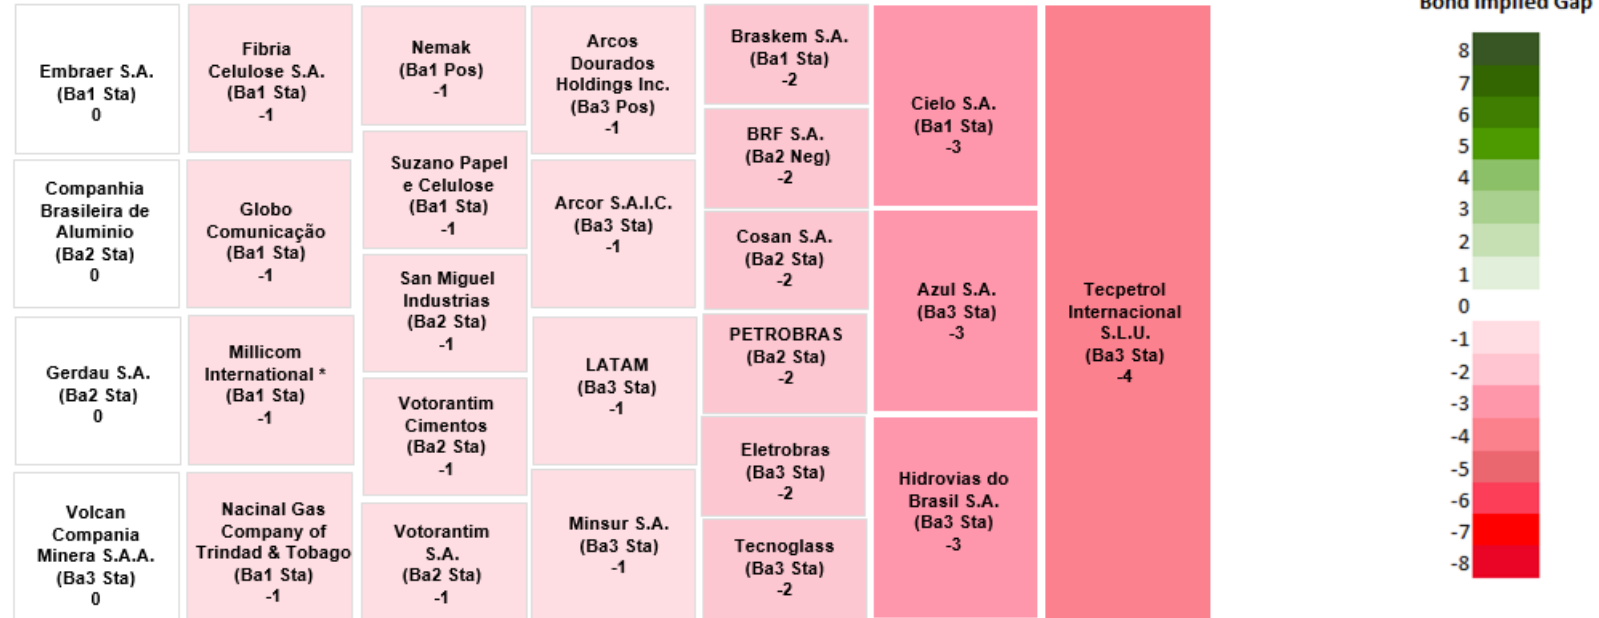 Embraer S.A.
(Ba1 Sta)
0
Companhia
Brasileira de
Aluminio
(Ba2 Sta)
0
Gerdau S.A.
(Ba2 Sta)
0
Volcan
Compania
Minera S.A.A.
(Ba3 Sta)
0
Fibria
Celulose S.A.
(Ba1 Sta)
-1
Globo
Comunicação
(Ba1 Sta)
-1
Millicom
International *
(Ba1 Sta)
-1
Nacinal Gas
Company of
Trindad & Tobago
(Ba1 Sta)
-1
Nemak
(Ba1 Pos)
-1
Suzano Papel
e Celulose
(Ba1 Sta)
-1
San Miguel
Industrias
(Ba2 Sta)
-1
Votorantim
Cimentos
(Ba2 Sta)
-1
Votorantim
S.A.
(Ba2 Sta)
-1
Arcos
Dourados
Holdings Inc.
(Ba3 Pos)
-1
Arcor S.A.I.C.
(Ba3 Sta)
-1
LATAM
(Ba3 Sta)
-1
Minsur S.A.
(Ba3 Sta)
-1
Braskem S.A.
(Ba1 Sta)
-2
BRF S.A.
(Ba2 Neg)
-2
Cosan S.A.
(Ba2 Sta)
-2
PETROBRAS
(Ba2 Sta)
-2
Eletrobras
(Ba3 Sta)
-2
Tecnoglass
(Ba3 Sta)
-2
Cielo S.A.
(Ba1 Sta)
-3
Azul S.A.
(Ba3 Sta)
-3
Hidrovias do
Brasil S.A.
(Ba3 Sta)
-3
Tecpetrol
Internacional
S.L.U.
(Ba3 Sta)
-4
Bond Implied Gap
8
7
6
5
4
3
2
1
0
-1
-2
-3
-4
-5
-6
-7
-8